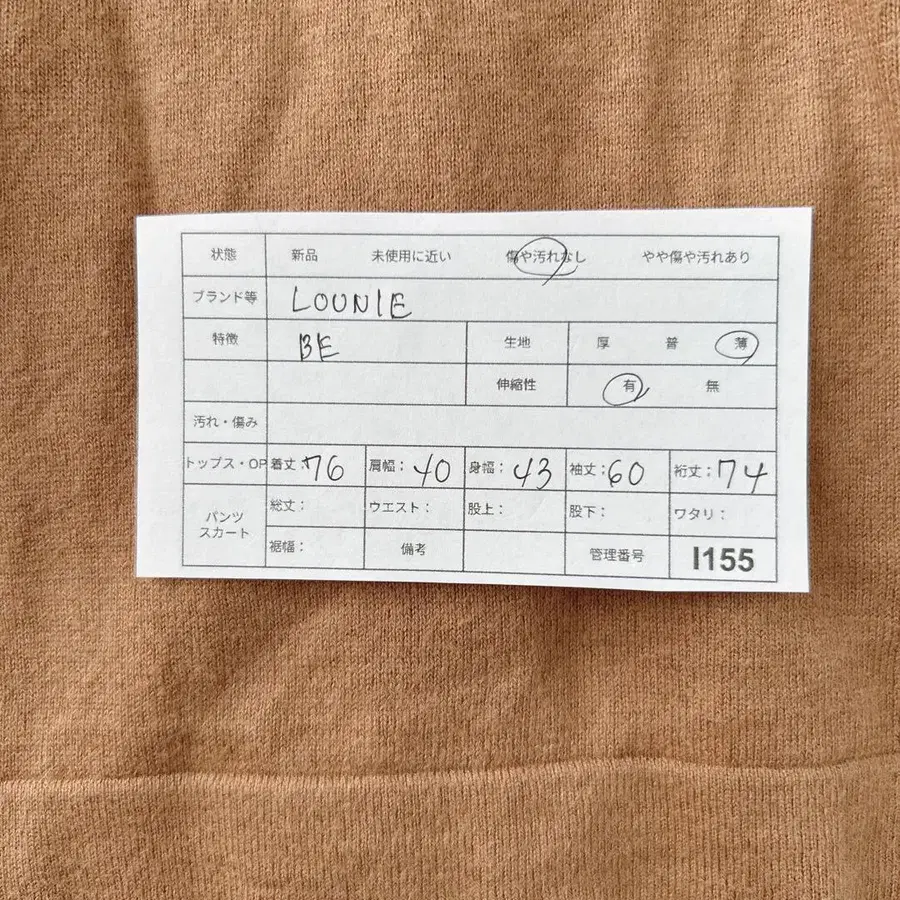 状態 新品 未使用に近い 傷や汚れなし やや傷や汚れあり
ブランド等 LOUNIE
特徴 BE 生地 厚 普 薄
伸縮性 有 無
汚れ・傷み
トップス・OP 着丈：76 肩幅：40 身幅：43 袖丈：60 裄丈：74
パンツ スカート 総丈： ウエスト： 股上： 股下： ワタリ：
裾幅： 備考 管理番号 I155